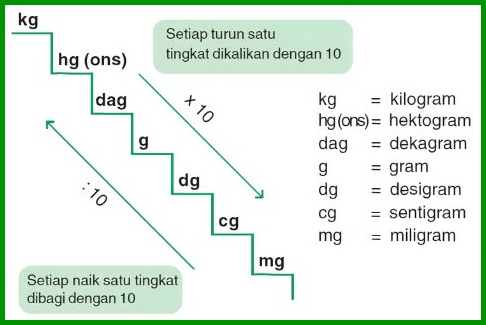 kg
hg (ons)
dag
g
dg
cg
mg
Setiap turun satu
tingkat dikalikan dengan 10
x 10
: 10
Setiap naik satu tingkat
dibagi dengan 10
kg = kilogram
hg(ons)= hektogram
dag = dekagram
g = gram
dg = desigram
cg = sentigram
mg = miligram